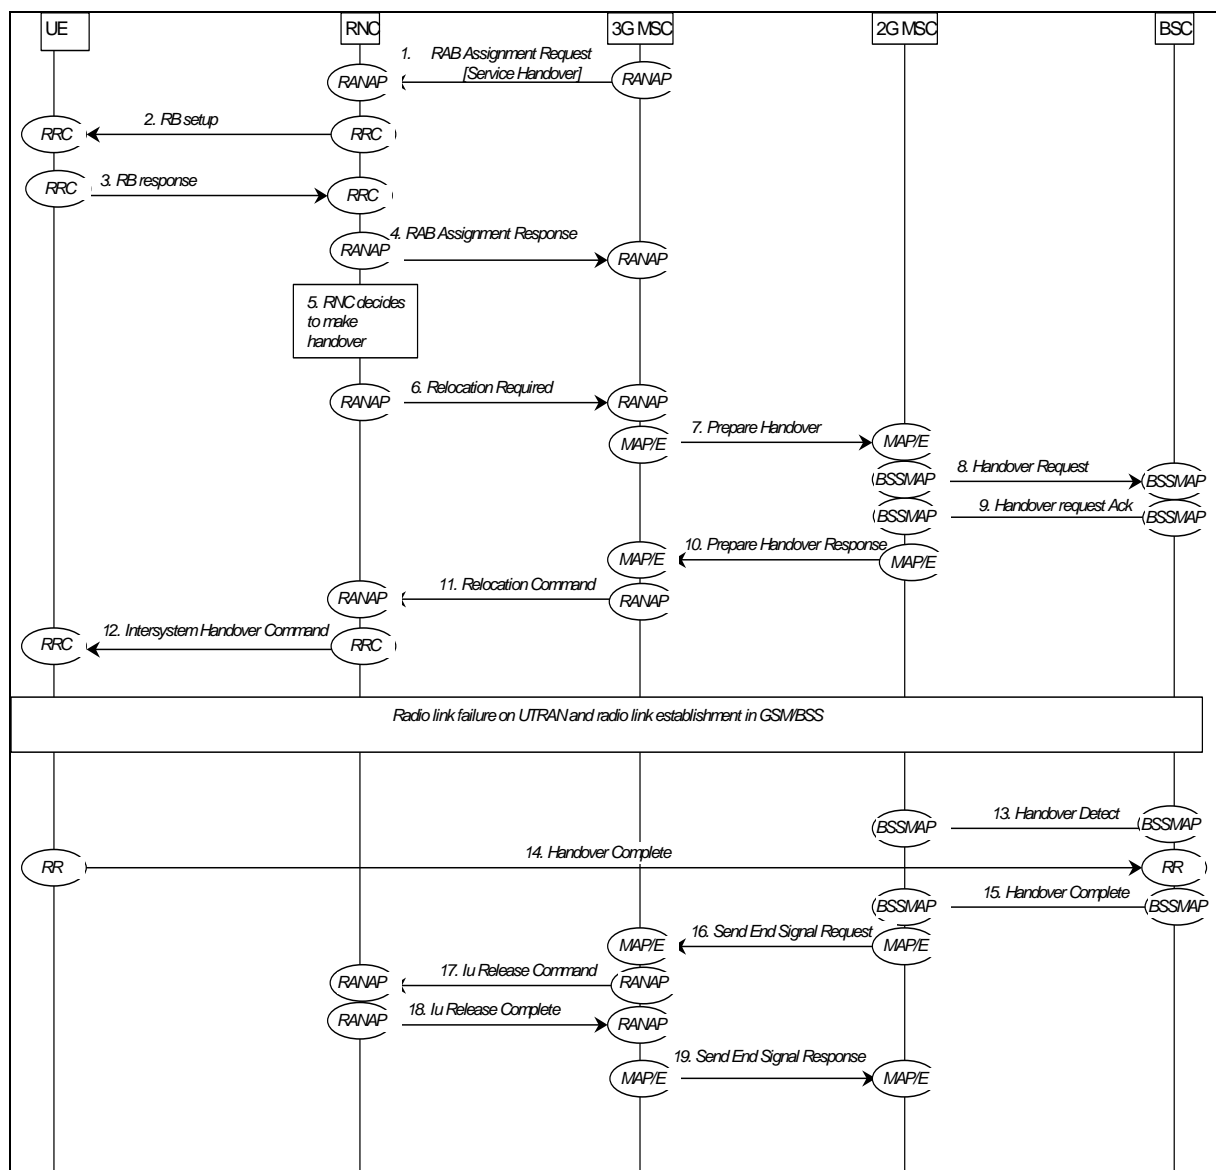 UE RNC 3G MSC 2G MSC BSC
1. RAB Assignment Request
[Service Handover]
RANAP RANAP
2. RB setup
RRC RRC
3. RB response
RRC RRC
4. RAB Assignment Response
RANAP RANAP
5. RNC decides
to make
handover
6. Relocation Required
RANAP RANAP
7. Prepare Handover
MAP/E MAP/E
8. Handover Request
BSSMAP BSSMAP
9. Handover request Ack
BSSMAP BSSMAP
10. Prepare Handover Response
MAP/E MAP/E
11. Relocation Command
RANAP RANAP
12. Intersystem Handover Command
RRC RRC
Radio link failure on UTRAN and radio link establishment in GSM/BSS
13. Handover Detect
BSSMAP BSSMAP
14. Handover Complete
RR RR
15. Handover Complete
BSSMAP BSSMAP
16. Send End Signal Request
MAP/E MAP/E
17. Iu Release Command
RANAP RANAP
18. Iu Release Complete
RANAP RANAP
19. Send End Signal Response
MAP/E MAP/E